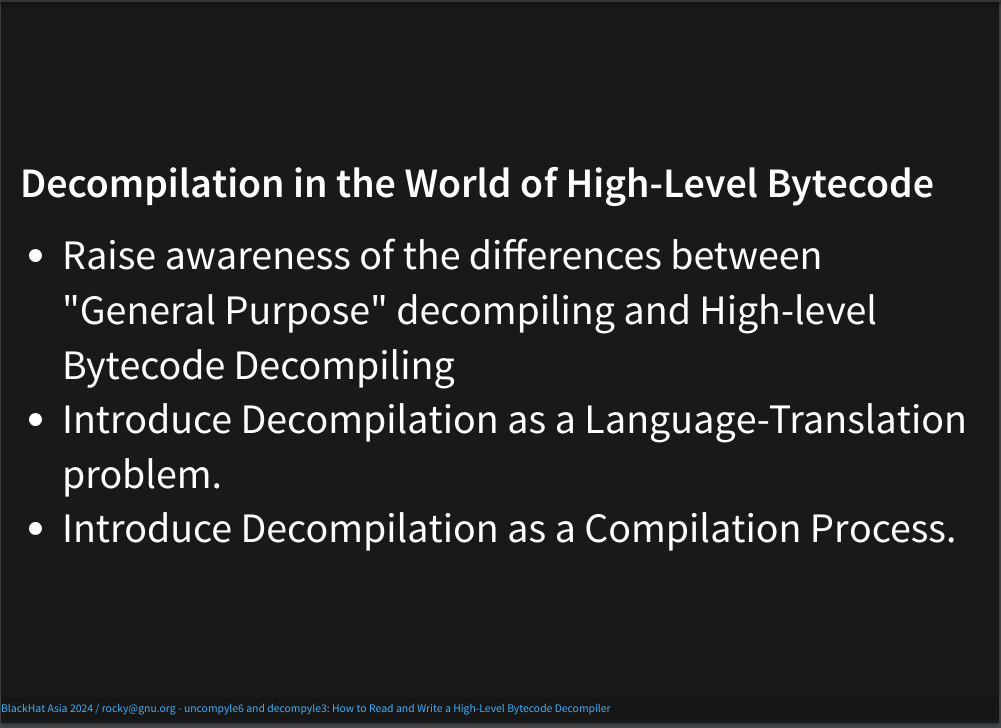 Decompilation in the World of High-Level Bytecode
• Raise awareness of the differences between
"General Purpose" decompiling and High-level
Bytecode Decompiling
• Introduce Decompilation as a Language-Translation
problem.
• Introduce Decompilation as a Compilation Process.
BlackHat Asia 2024 / rocky@gnu.org - uncompyle6 and decompyle3: How to Read and Write a High-Level Bytecode Decompiler